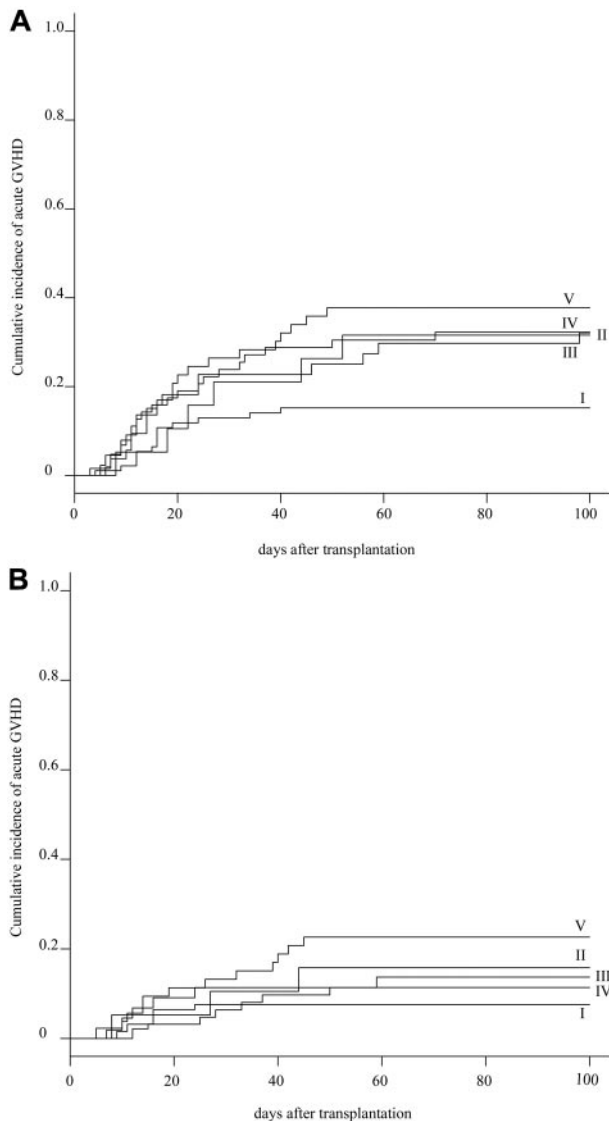 A
1.0
0.8
0.6
0.4
0.2
0
Cumulative incidence of acute GVHD
V
IV
II
III
I
0 20 40 60 80 100
days after transplantation
B
1.0
0.8
0.6
0.4
0.2
0
Cumulative incidence of acute GVHD
V
II
III
IV
I
0 20 40 60 80 100
days after transplantation